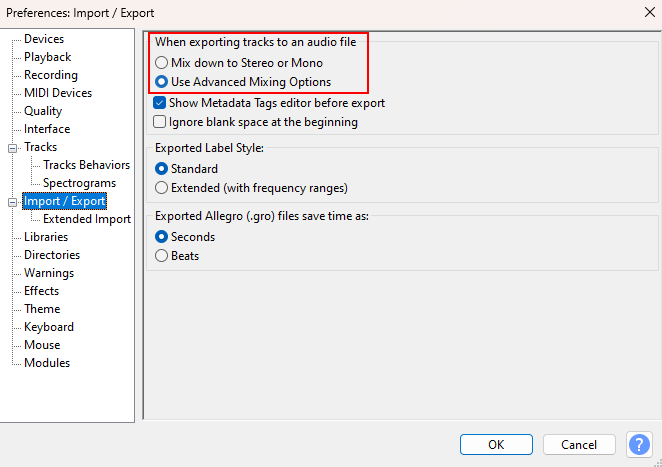 Preferences: Import / Export
Devices
Playback
Recording
MIDI Devices
Quality
Interface
Tracks
Tracks Behaviors
Spectrograms
Import / Export
Extended Import
Libraries
Directories
Warnings
Effects
Theme
Keyboard
Mouse
Modules
When exporting tracks to an audio file
Mix down to Stereo or Mono
Use Advanced Mixing Options
Show Metadata Tags editor before export
Ignore blank space at the beginning
Exported Label Style:
Standard
Extended (with frequency ranges)
Exported Allegro (.gro) files save time as:
Seconds
Beats
OK
Cancel
?